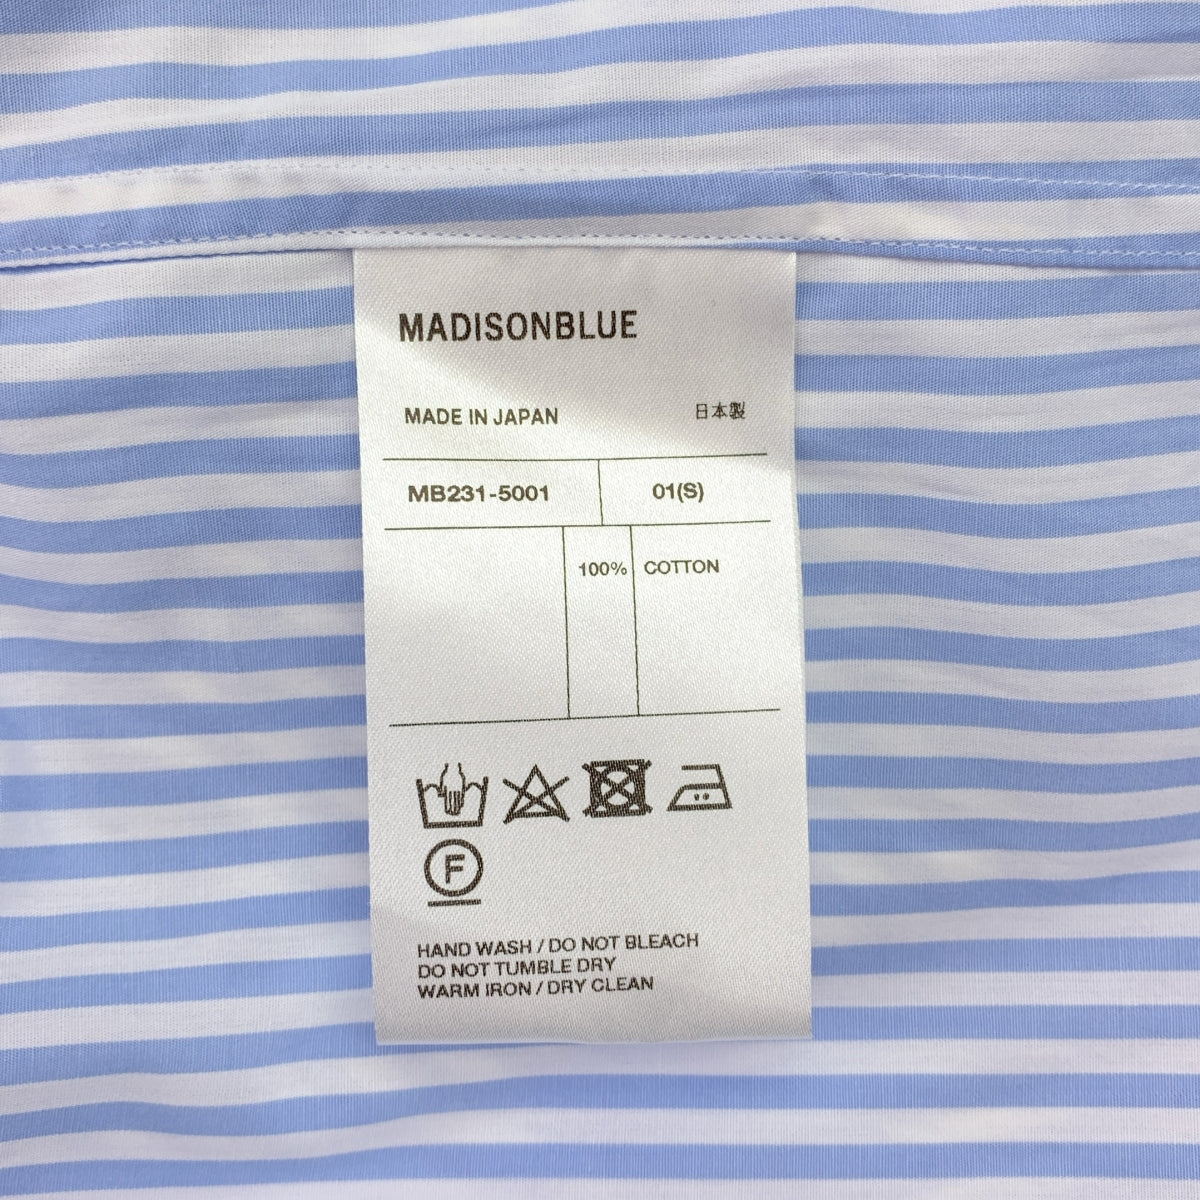 MADISONBLUE
MADE IN JAPAN 日本製
MB231-5001 01(S)
100% COTTON
F
HAND WASH / DO NOT BLEACH
DO NOT TUMBLE DRY
WARM IRON / DRY CLEAN